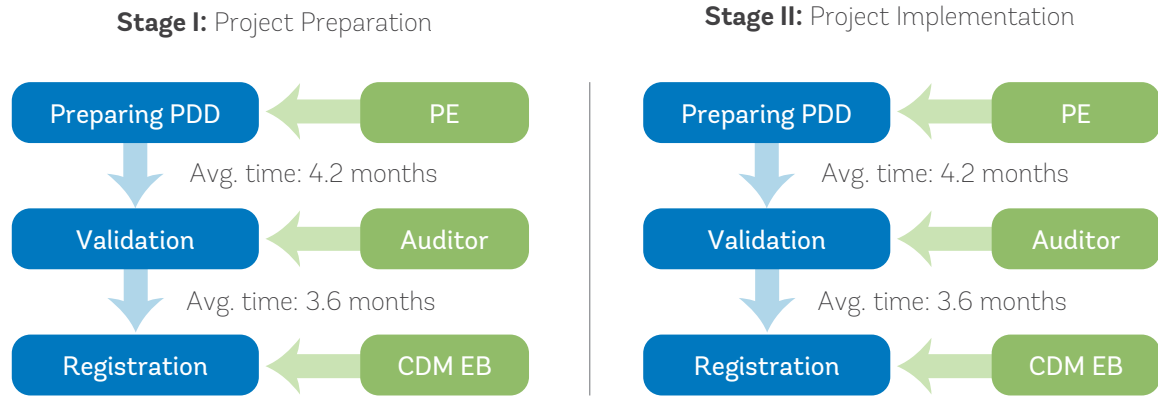 Stage I: Project Preparation
Preparing PDD
PE
Avg. time: 4.2 months
Validation
Auditor
Avg. time: 3.6 months
Registration
CDM EB
Stage II: Project Implementation
Preparing PDD
PE
Avg. time: 4.2 months
Validation
Auditor
Avg. time: 3.6 months
Registration
CDM EB